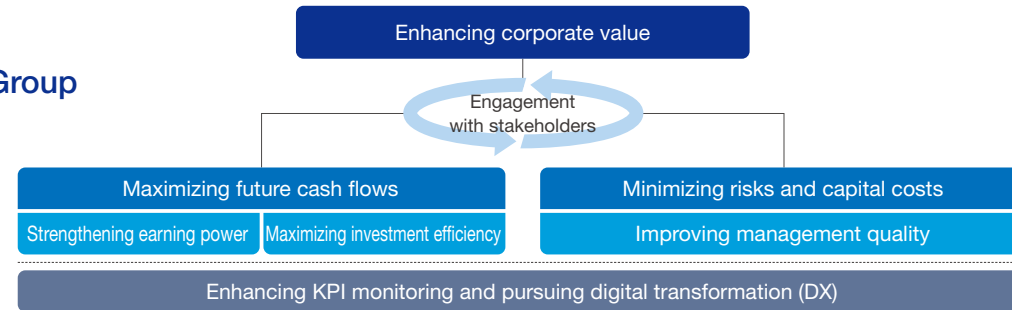 Enhancing corporate value
Group
Engagement
with stakeholders
Maximizing future cash flows
Minimizing risks and capital costs
Strengthening earning power
Maximizing investment efficiency
Improving management quality
Enhancing KPI monitoring and pursuing digital transformation (DX)